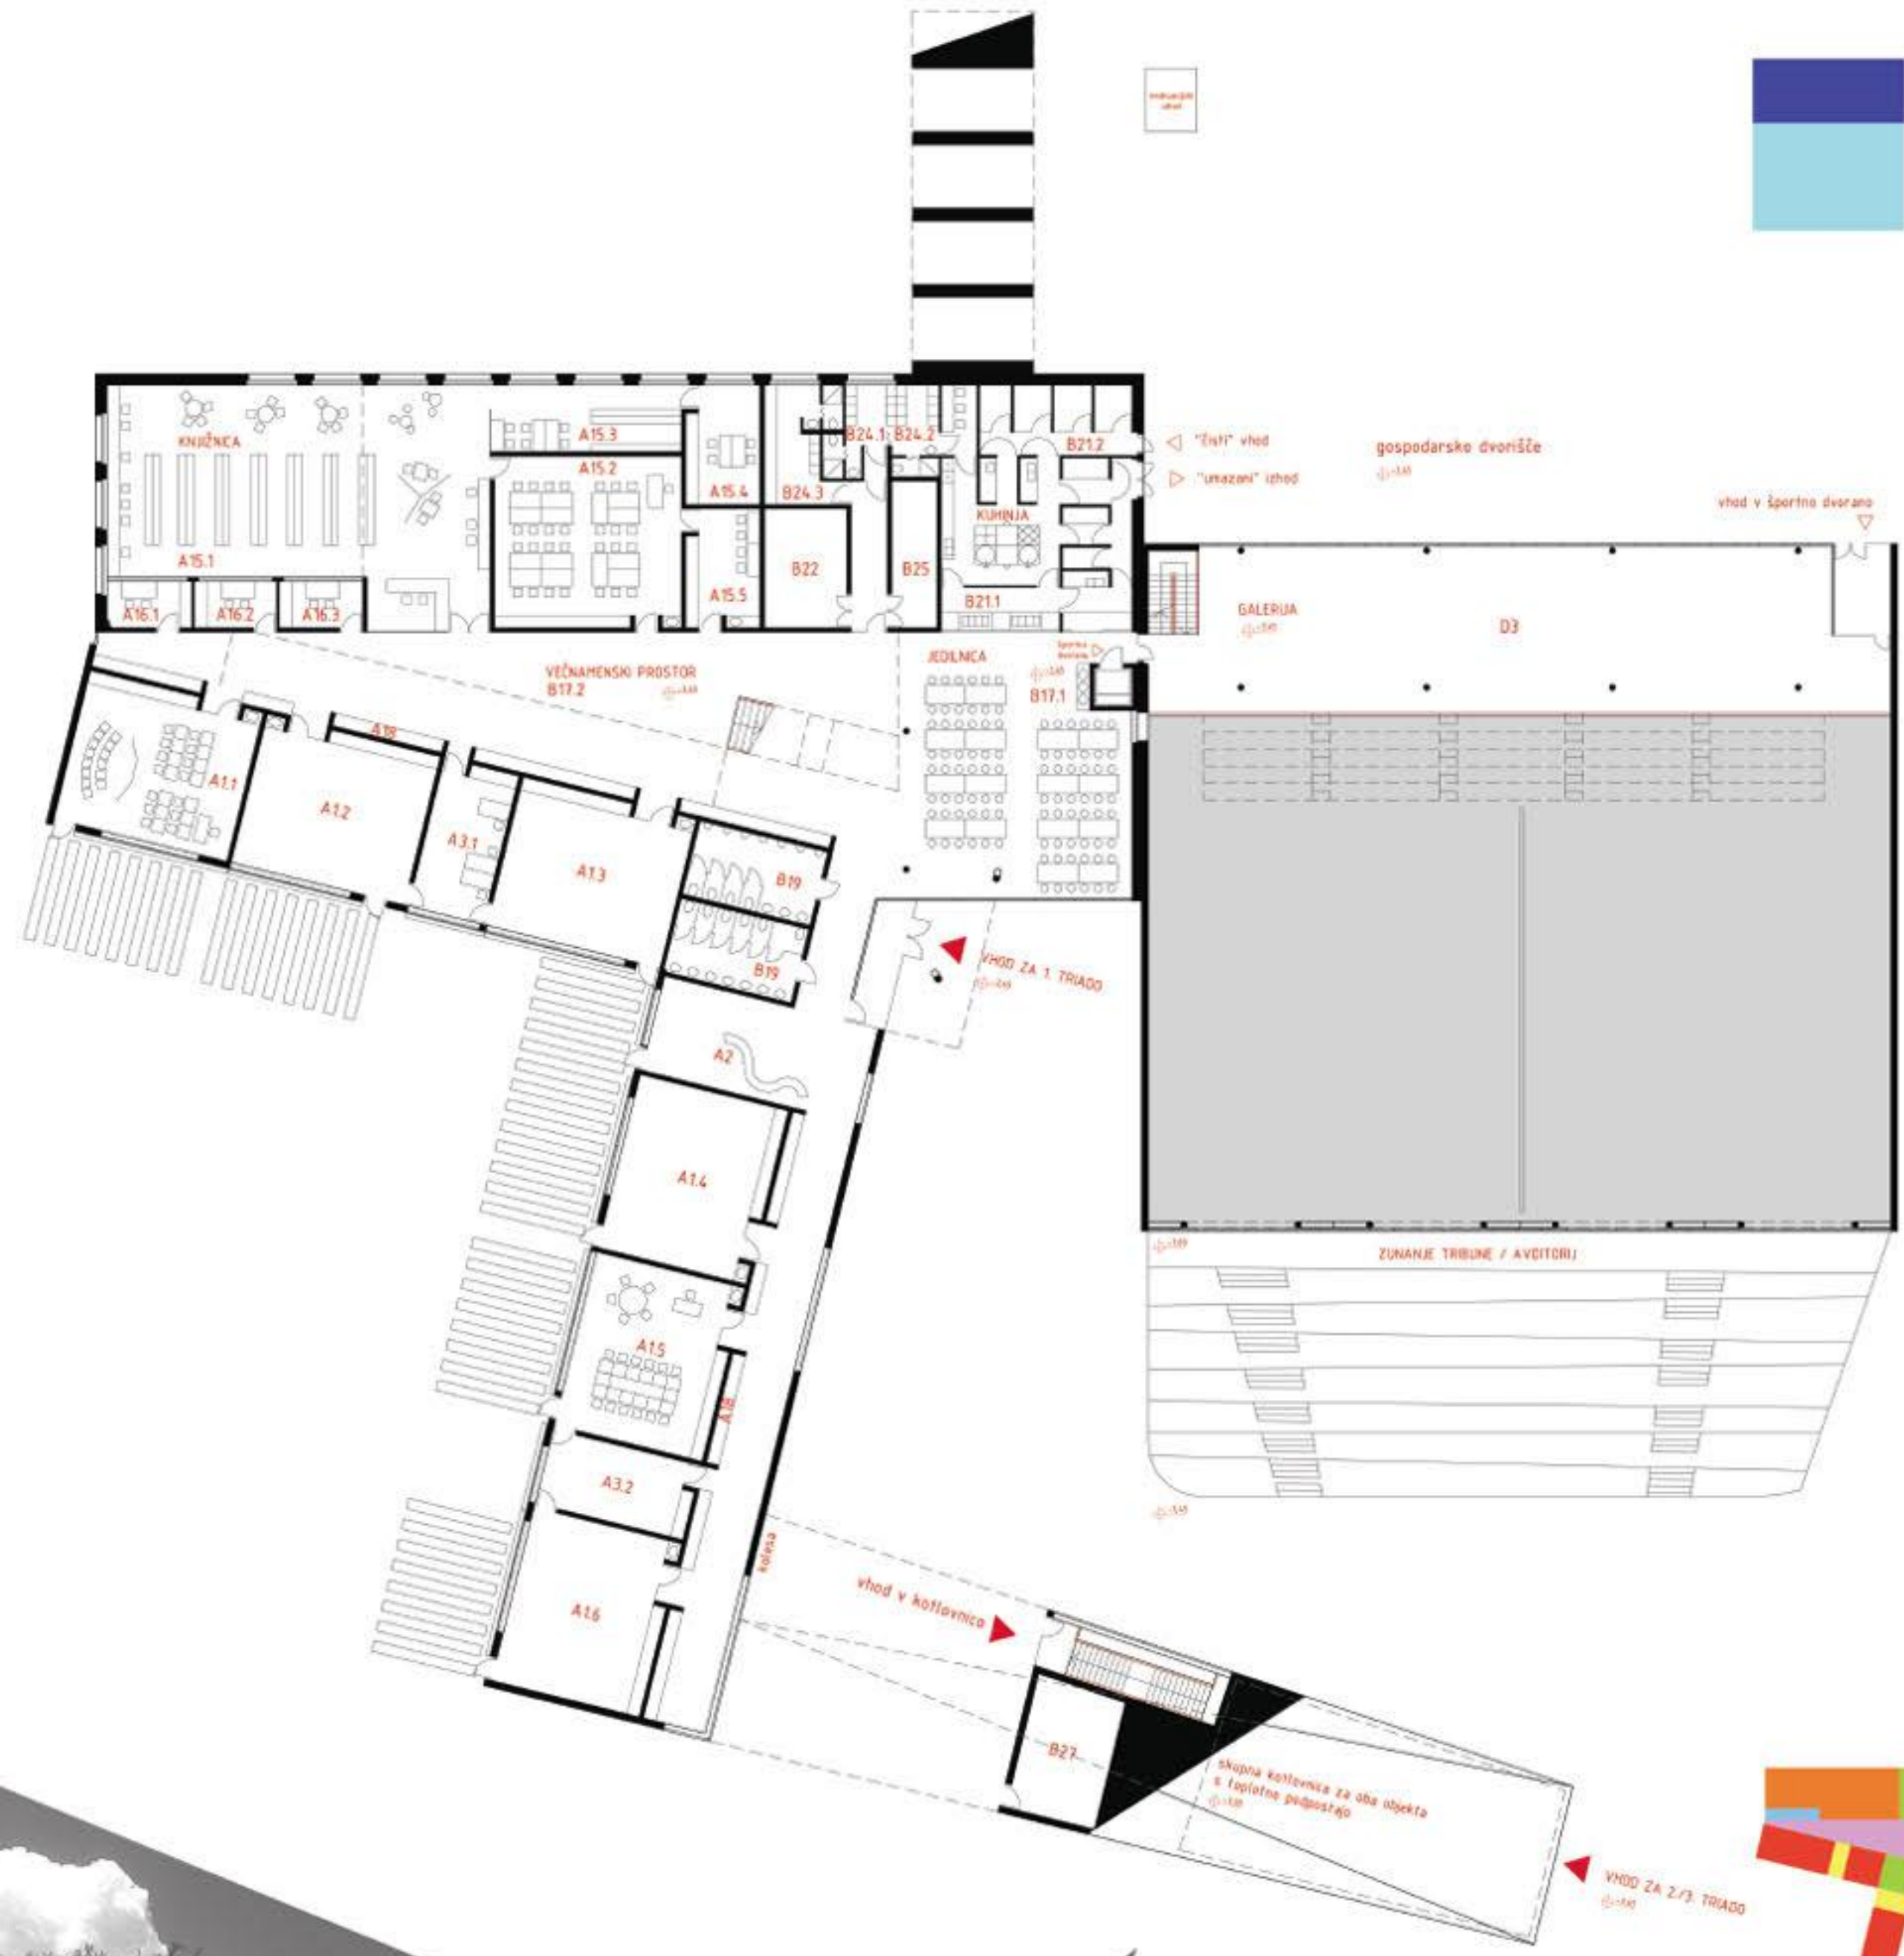 "čisti" vhod
"umazani" izhod
gospodarsko dvorišče
vhod v športno dvorano
KNJIŽNICA
A15.3
A15.2
A15.4
B24.1
B24.2
B24.3
B21.2
KUHINJA
A15.1
A16.1
A16.2
A16.3
A15.5
B22
B25
B21.1
GALERIJA
D3
VEČNAMENSKI PROSTOR
B17.2
JEDILNICA
B17.1
A18
A1.1
A1.2
A3.1
A1.3
B19
B19
VHOD ZA 1. TRIADO
A2
A1.4
ZUNANJE TRIBUNE / AVDITORIJ
A1.5
A18
A3.2
A1.6
kolesa
vhod v kotlovnico
B27
skupna kotlovnica za oba objekta
s toplotno podpostajo
VHOD ZA 2./3. TRIADO